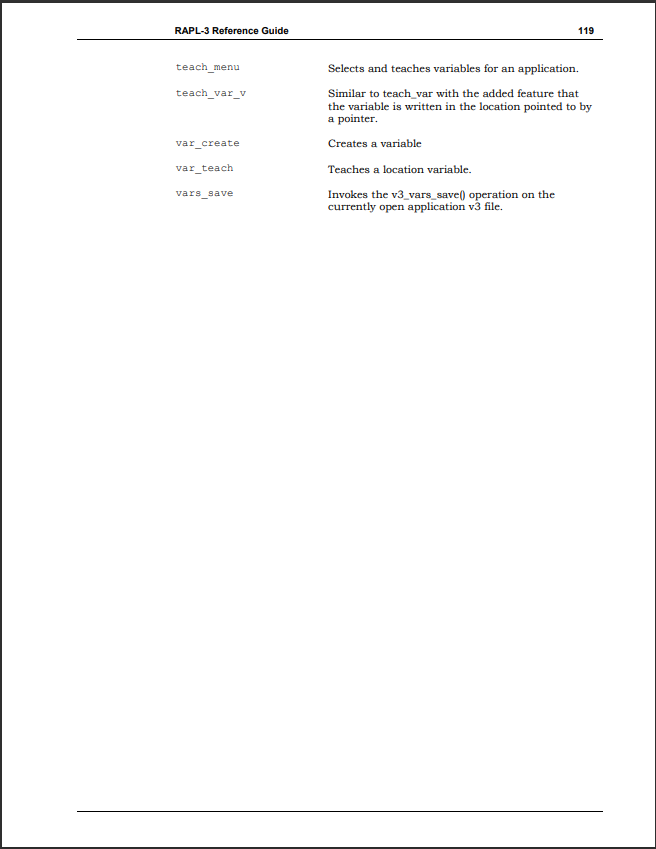 RAPL-3 Reference Guide 119
teach_menu Selects and teaches variables for an application.
teach_var_v Similar to teach_var with the added feature that
the variable is written in the location pointed to by
a pointer.
var_create Creates a variable
var_teach Teaches a location variable.
vars_save Invokes the v3_vars_save() operation on the
currently open application v3 file.